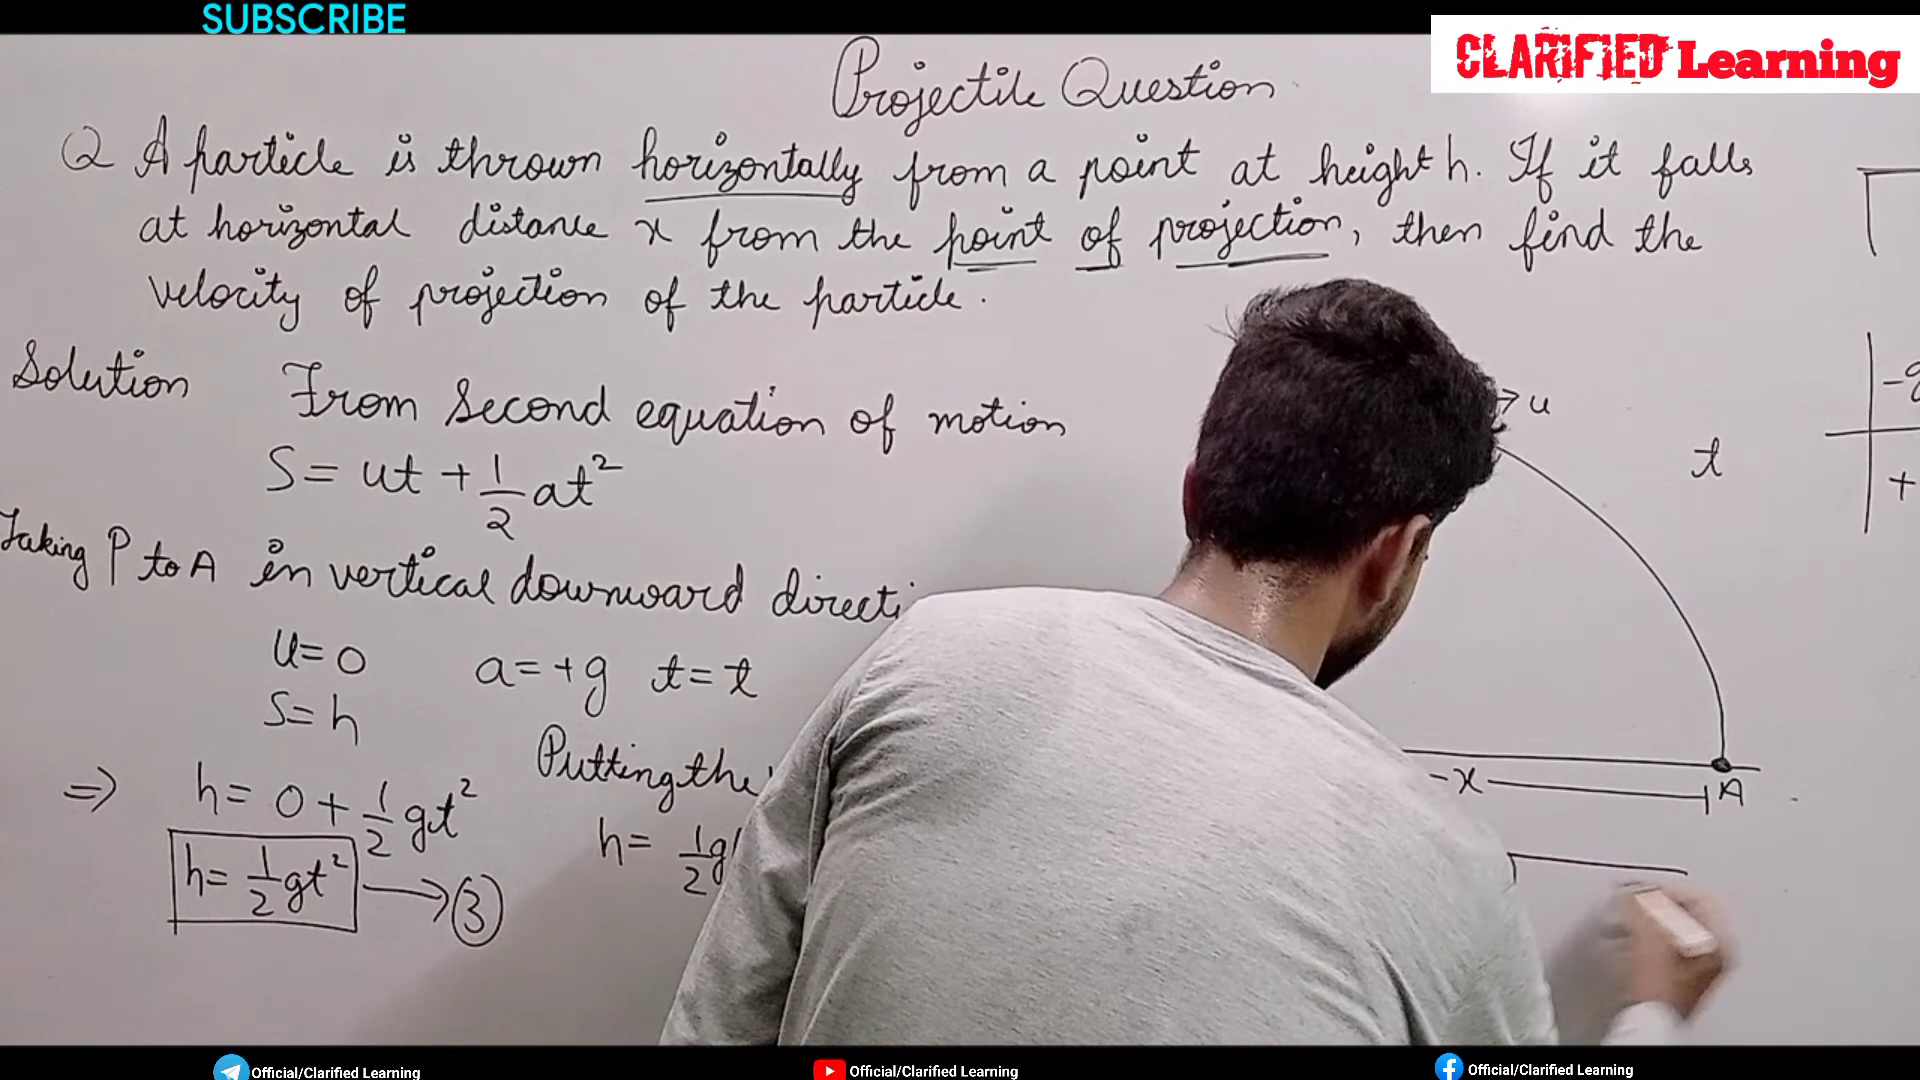 SUBSCRIBE
CLARIFIED Learning
Projectile Question
Q A particle is thrown horizontally from a point at height h. If it falls
at horizontal distance x from the point of projection, then find the
velocity of projection of the particle.
Solution From second equation of motion
S = ut + 1/2 at²
Taking P to A in vertical downward directi
u=0 a=+g t=t
S=h
⇒ h= 0 + 1/2 gt²
h= 1/2 gt² → ③
Putting the
h= 1/2 g
→ u
t
-g
+
-x
A
Official/Clarified Learning
Official/Clarified Learning
Official/Clarified Learning